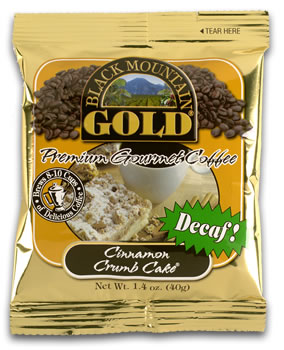 ◄ TEAR HERE
BLACK MOUNTAIN
GOLD®
Premium Gourmet Coffee
Brews 8-10 Cups
of Delicious Coffee
Decaf!
Cinnamon
Crumb Cake®
Net Wt. 1.4 oz. (40g)